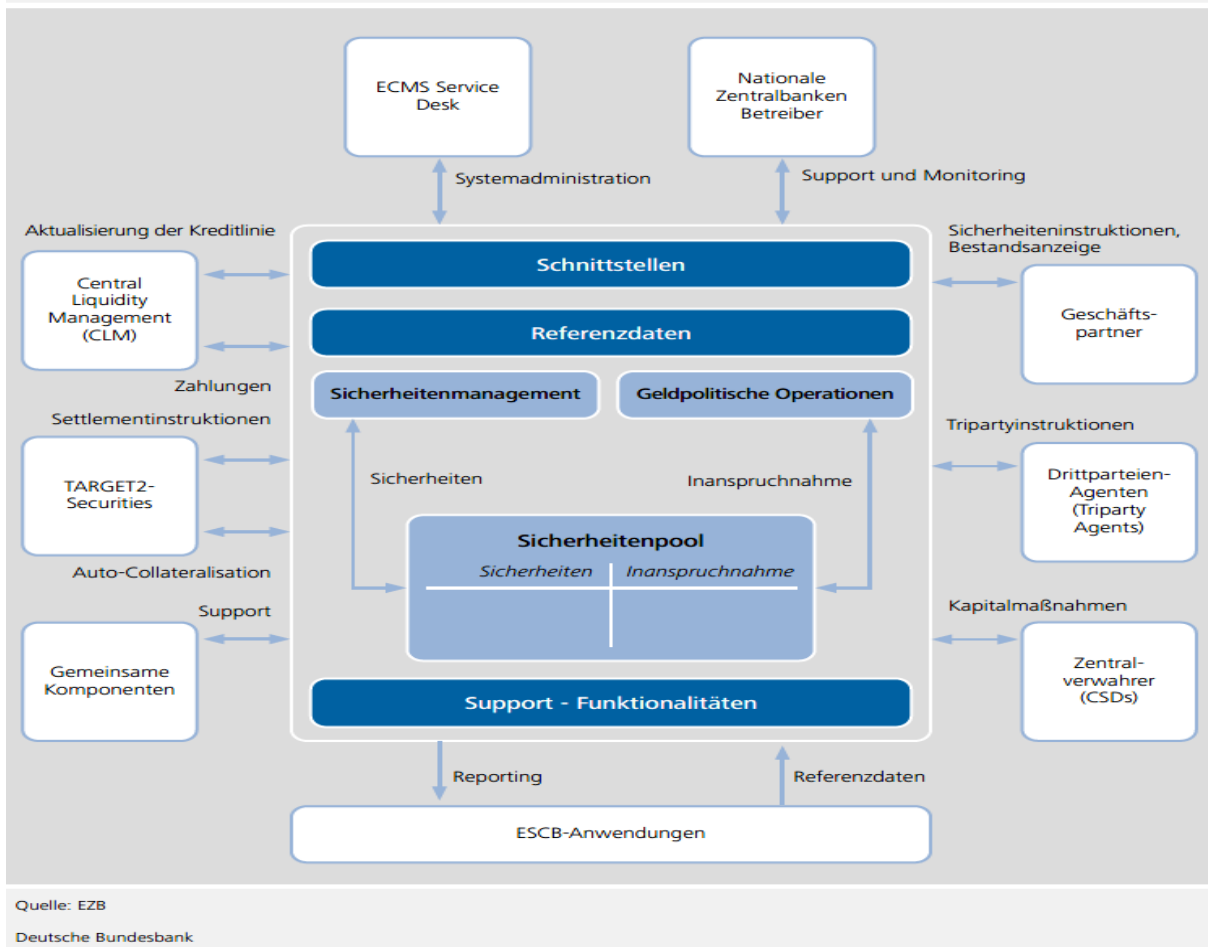 ECMS Service
Desk
Nationale
Zentralbanken
Betreiber
Systemadministration
Support und Monitoring
Aktualisierung der Kreditlinie
Central
Liquidity
Management
(CLM)
Zahlungen
Settlementinstruktionen
TARGET2-
Securities
Auto-Collateralisation
Support
Gemeinsame
Komponenten
Schnittstellen
Referenzdaten
Sicherheitenmanagement
Geldpolitische Operationen
Sicherheiten
Inanspruchnahme
Sicherheitenpool
Sicherheiten
Inanspruchnahme
Support - Funktionalitäten
Sicherheiteninstruktionen,
Bestandsanzeige
Geschäfts-
partner
Tripartyinstruktionen
Drittparteien-
Agenten
(Triparty
Agents)
Kapitalmaßnahmen
Zentral-
verwahrer
(CSDs)
Reporting
Referenzdaten
ESCB-Anwendungen
Quelle: EZB
Deutsche Bundesbank